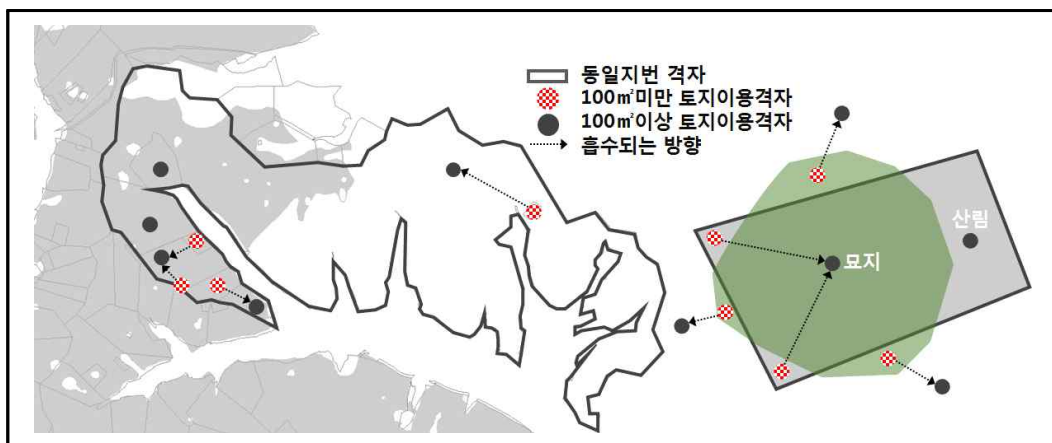 동일지번 격자
100㎡미만 토지이용격자
100㎡이상 토지이용격자
흡수되는 방향
산림
묘지